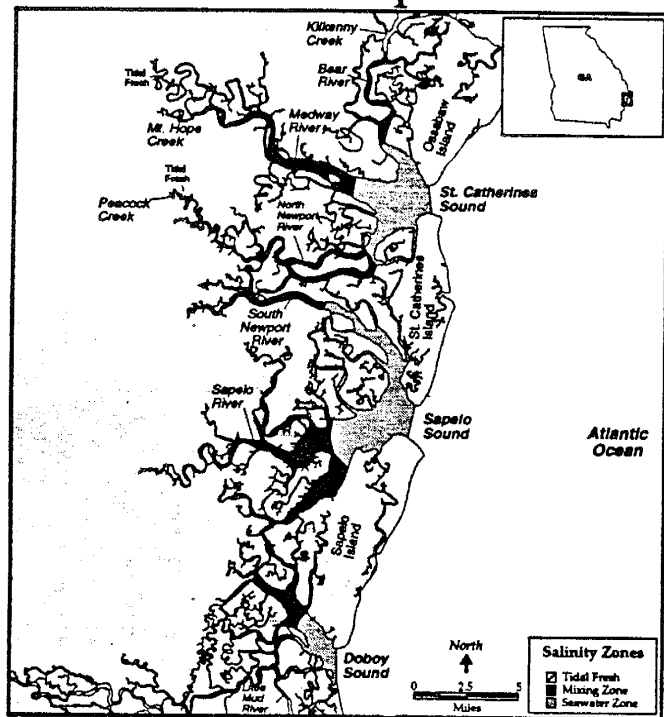 Kilkenny
Creek
Bear
River
GA
Ossabaw
Island
Tidal
Fresh
Medway
River
Mt. Hope
Creek
St. Catherines
Sound
Tidal
Fresh
Peacock
Creek
North
Newport
River
St. Catherines
Island
South
Newport
River
Sapelo
River
Sapelo
Sound
Atlantic
Ocean
Sapelo
Island
North
Doboy
Sound
Mud
River
0 2.5 5
Miles
Salinity Zones
Tidal Fresh
Mixing Zone
Seawater Zone